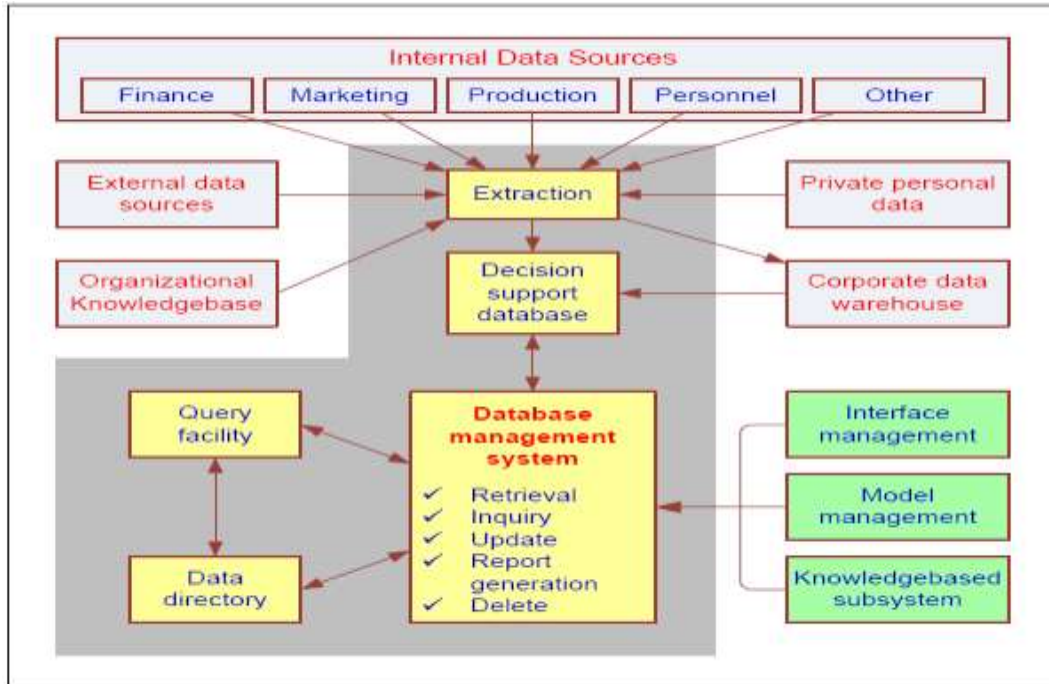 Internal Data Sources
Finance
Marketing
Production
Personnel
Other
External data
sources
Extraction
Private personal
data
Organizational
Knowledgebase
Decision
support
database
Corporate data
warehouse
Query
facility
Database
management
system
✓ Retrieval
✓ Inquiry
✓ Update
✓ Report
generation
✓ Delete
Interface
management
Model
management
Data
directory
Knowledgebased
subsystem